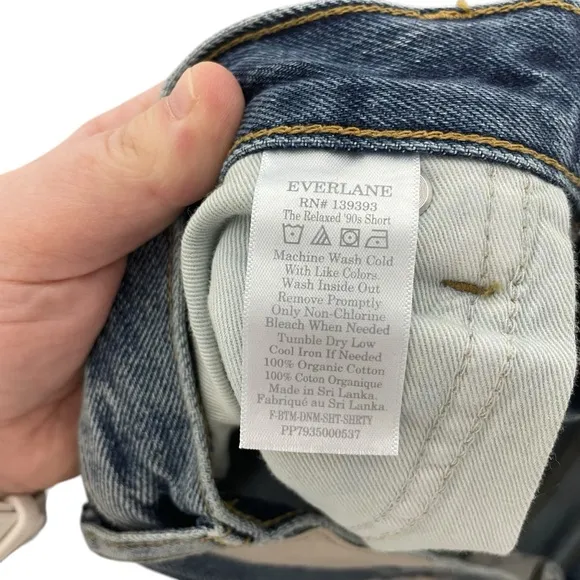 EVERLANE
RN# 139393
The Relaxed '90s Short
Machine Wash Cold
With Like Colors.
Wash Inside Out
Remove Promptly
Only Non-Chlorine
Bleach When Needed
Tumble Dry Low
Cool Iron If Needed
100% Organic Cotton
100% Coton Organique
Made in Sri Lanka.
Fabriqué au Sri Lanka.
F-BTM-DNM-SHT-SHRTY
PP7935000537